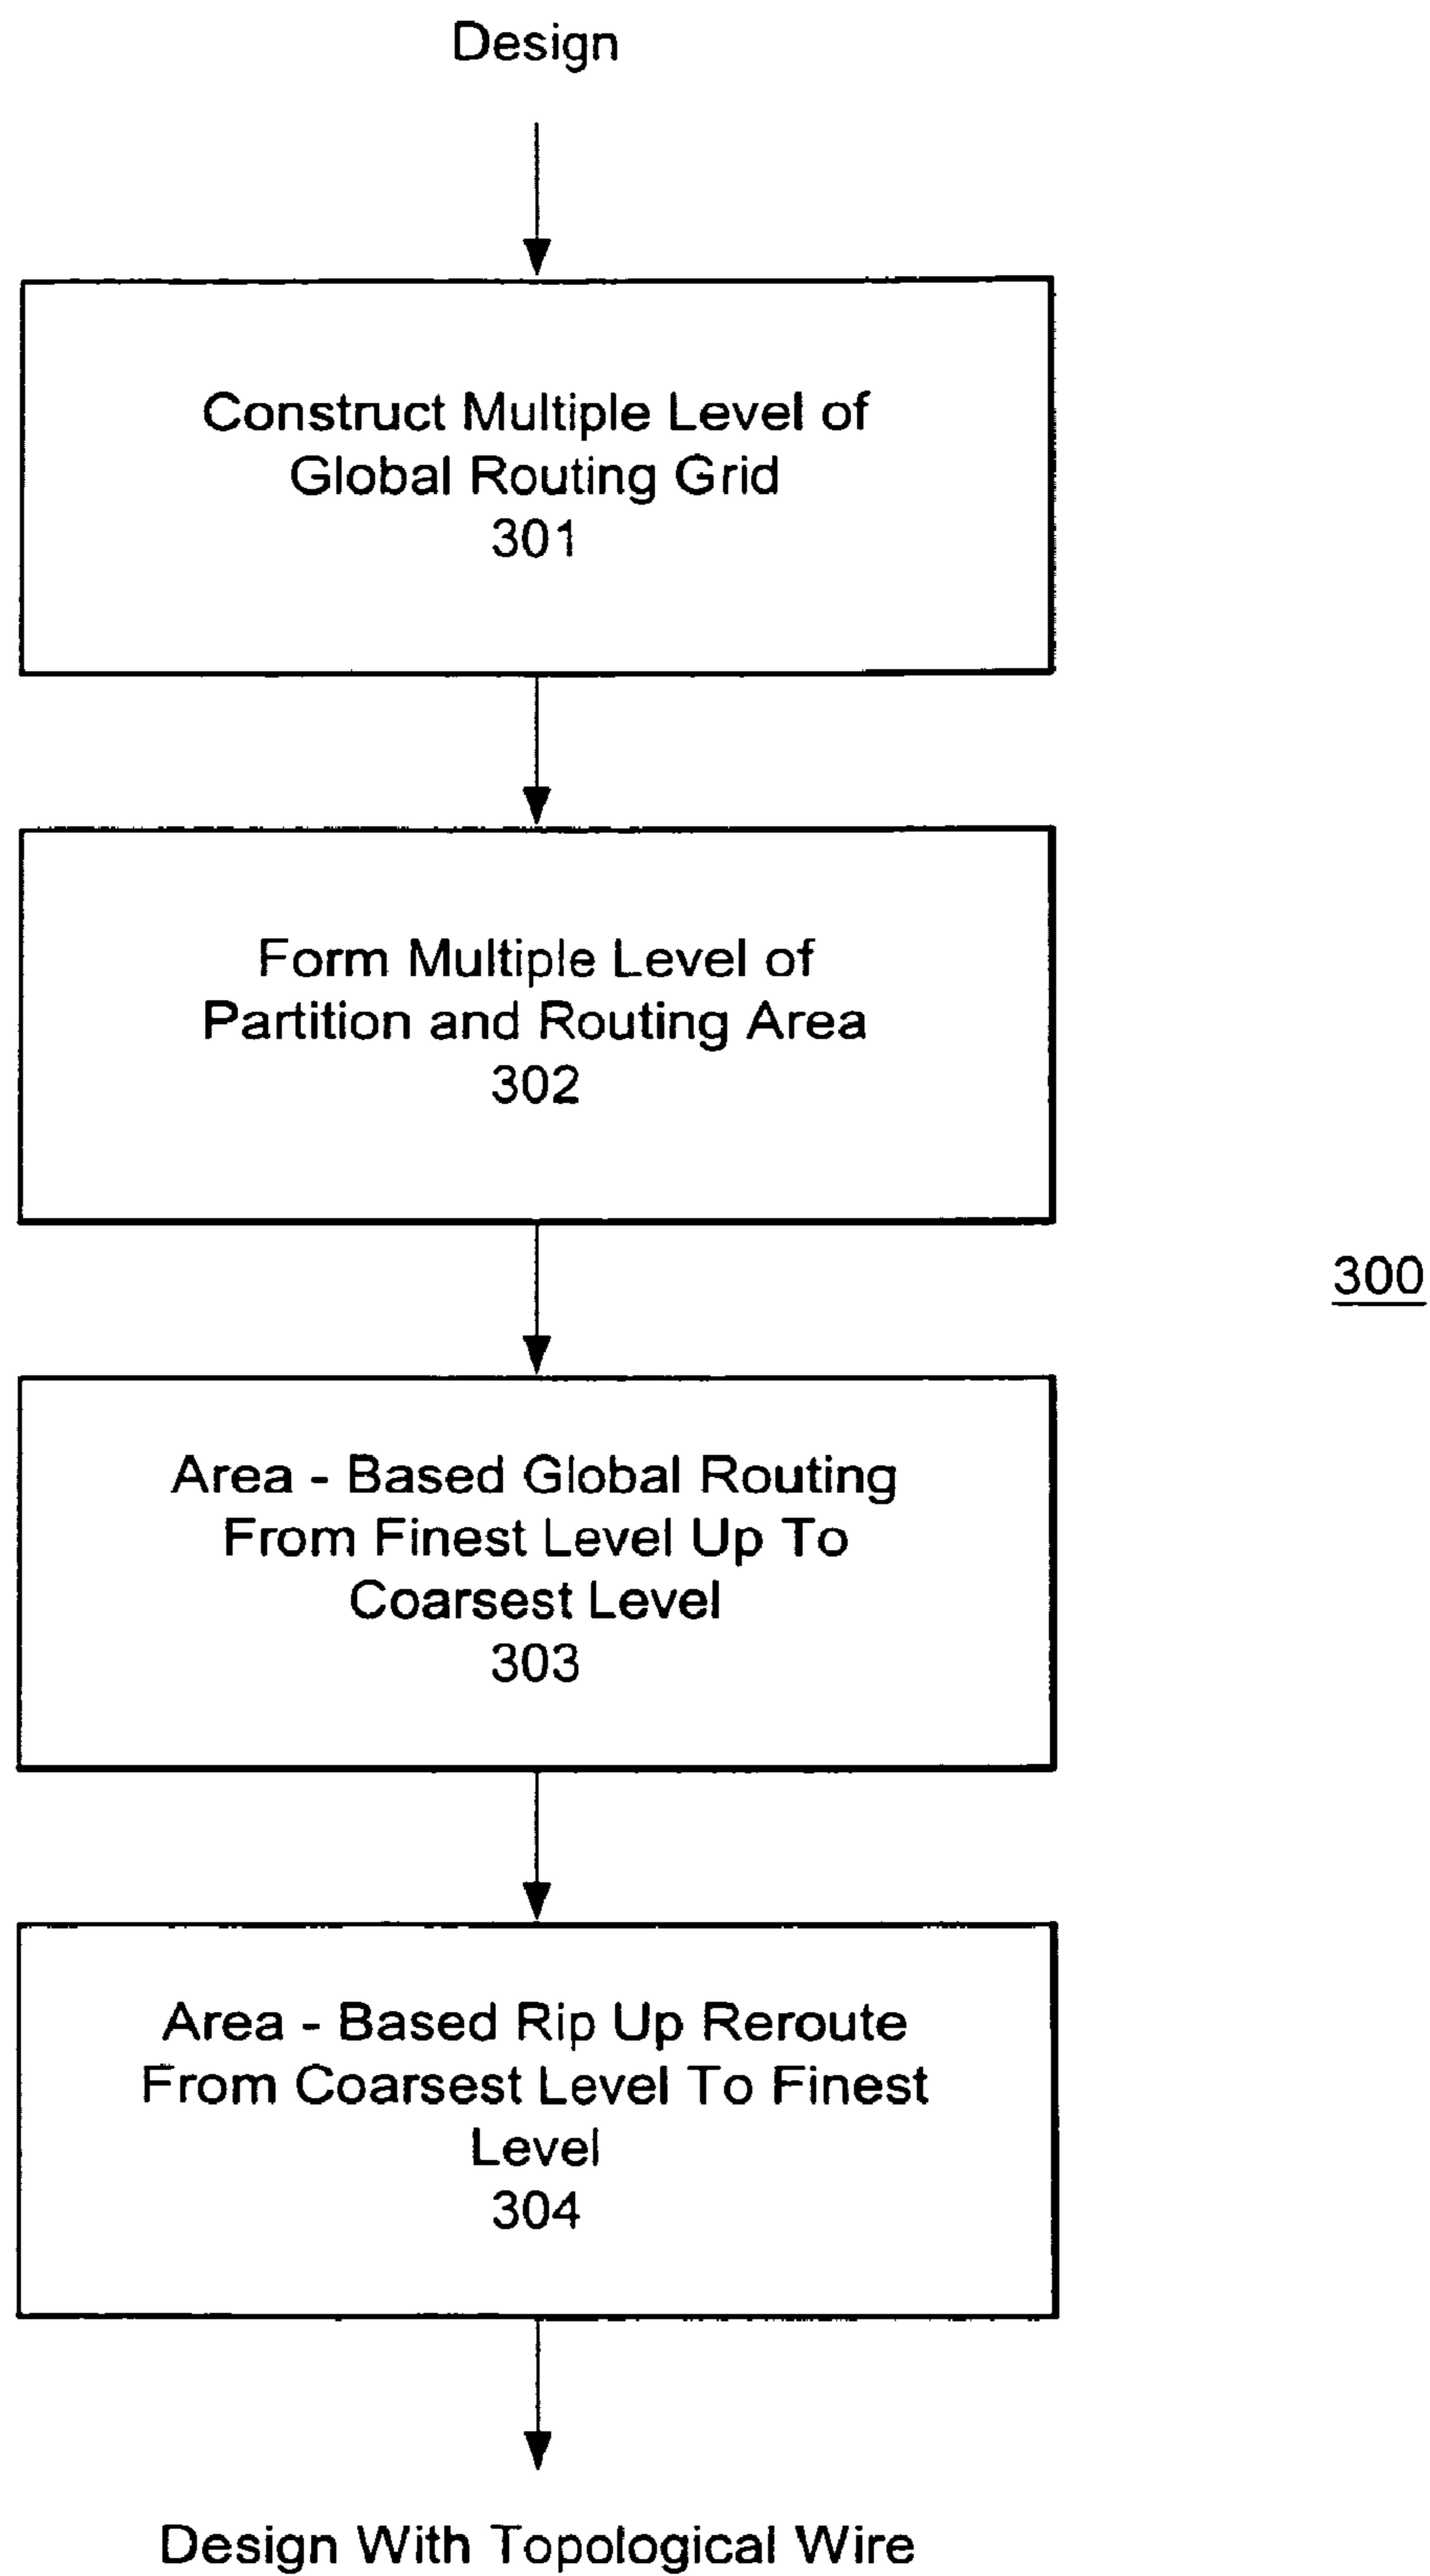 Design
Construct Multiple Level of
Global Routing Grid
301
Form Multiple Level of
Partition and Routing Area
302
300
Area - Based Global Routing
From Finest Level Up To
Coarsest Level
303
Area - Based Rip Up Reroute
From Coarsest Level To Finest
Level
304
Design With Topological Wire